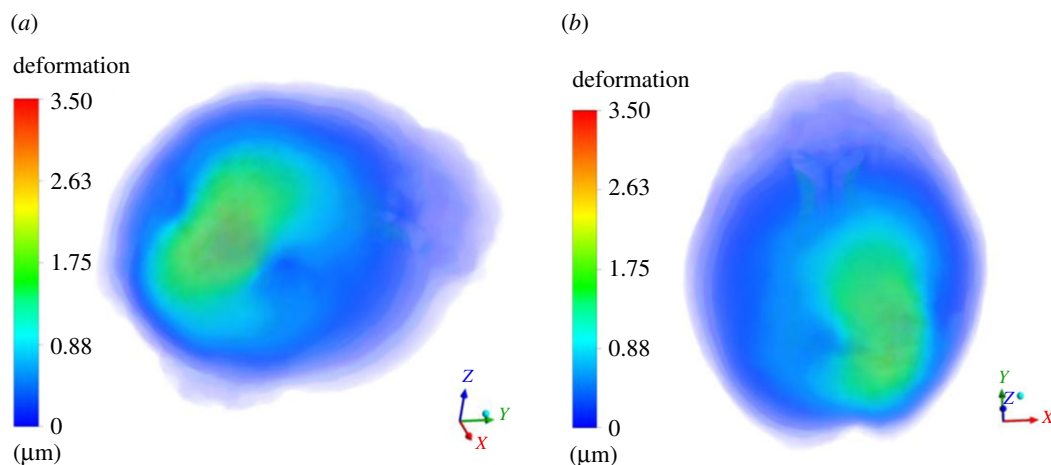 (a)
deformation
3.50
2.63
1.75
0.88
0
(μm)
Z
Y
X
(b)
deformation
3.50
2.63
1.75
0.88
0
(μm)
Y
Z
X